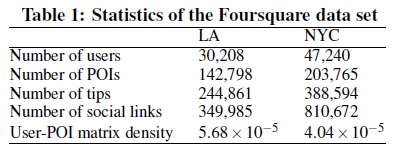 Table 1: Statistics of the Foursquare data set
LA NYC
Number of users 30,208 47,240
Number of POIs 142,798 203,765
Number of tips 244,861 388,594
Number of social links 349,985 810,672
User-POI matrix density 5.68 × 10⁻⁵ 4.04 × 10⁻⁵